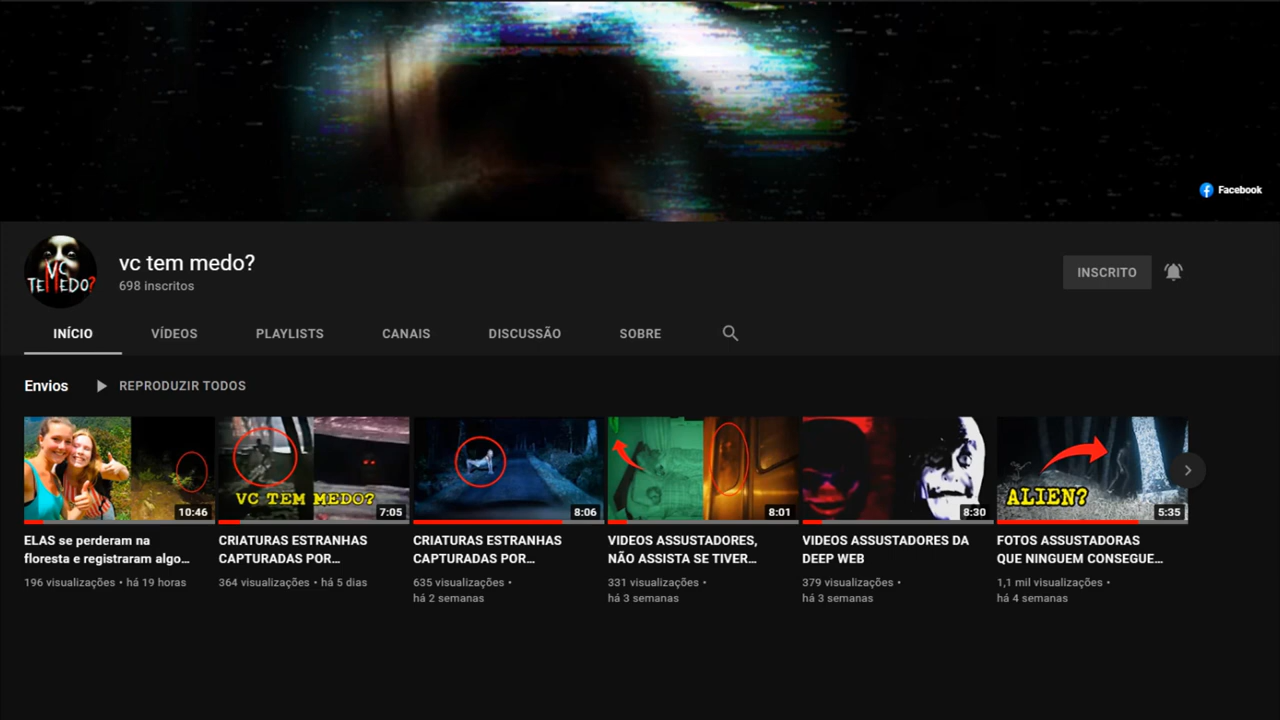 Facebook
VC
TEMEDO?
vc tem medo?
698 inscritos
INSCRITO
INÍCIO
VÍDEOS
PLAYLISTS
CANAIS
DISCUSSÃO
SOBRE
Envios
REPRODUZIR TODOS
10:46
VC TEM MEDO?
7:05
8:06
8:01
8:30
ALIEN?
5:35
ELAS se perderam na
floresta e registraram algo...
196 visualizações • há 19 horas
CRIATURAS ESTRANHAS
CAPTURADAS POR...
364 visualizações • há 5 dias
CRIATURAS ESTRANHAS
CAPTURADAS POR...
635 visualizações •
há 2 semanas
VIDEOS ASSUSTADORES,
NÃO ASSISTA SE TIVER...
331 visualizações •
há 3 semanas
VIDEOS ASSUSTADORES DA
DEEP WEB
379 visualizações •
há 3 semanas
FOTOS ASSUSTADORAS
QUE NINGUEM CONSEGUE...
1,1 mil visualizações •
há 4 semanas